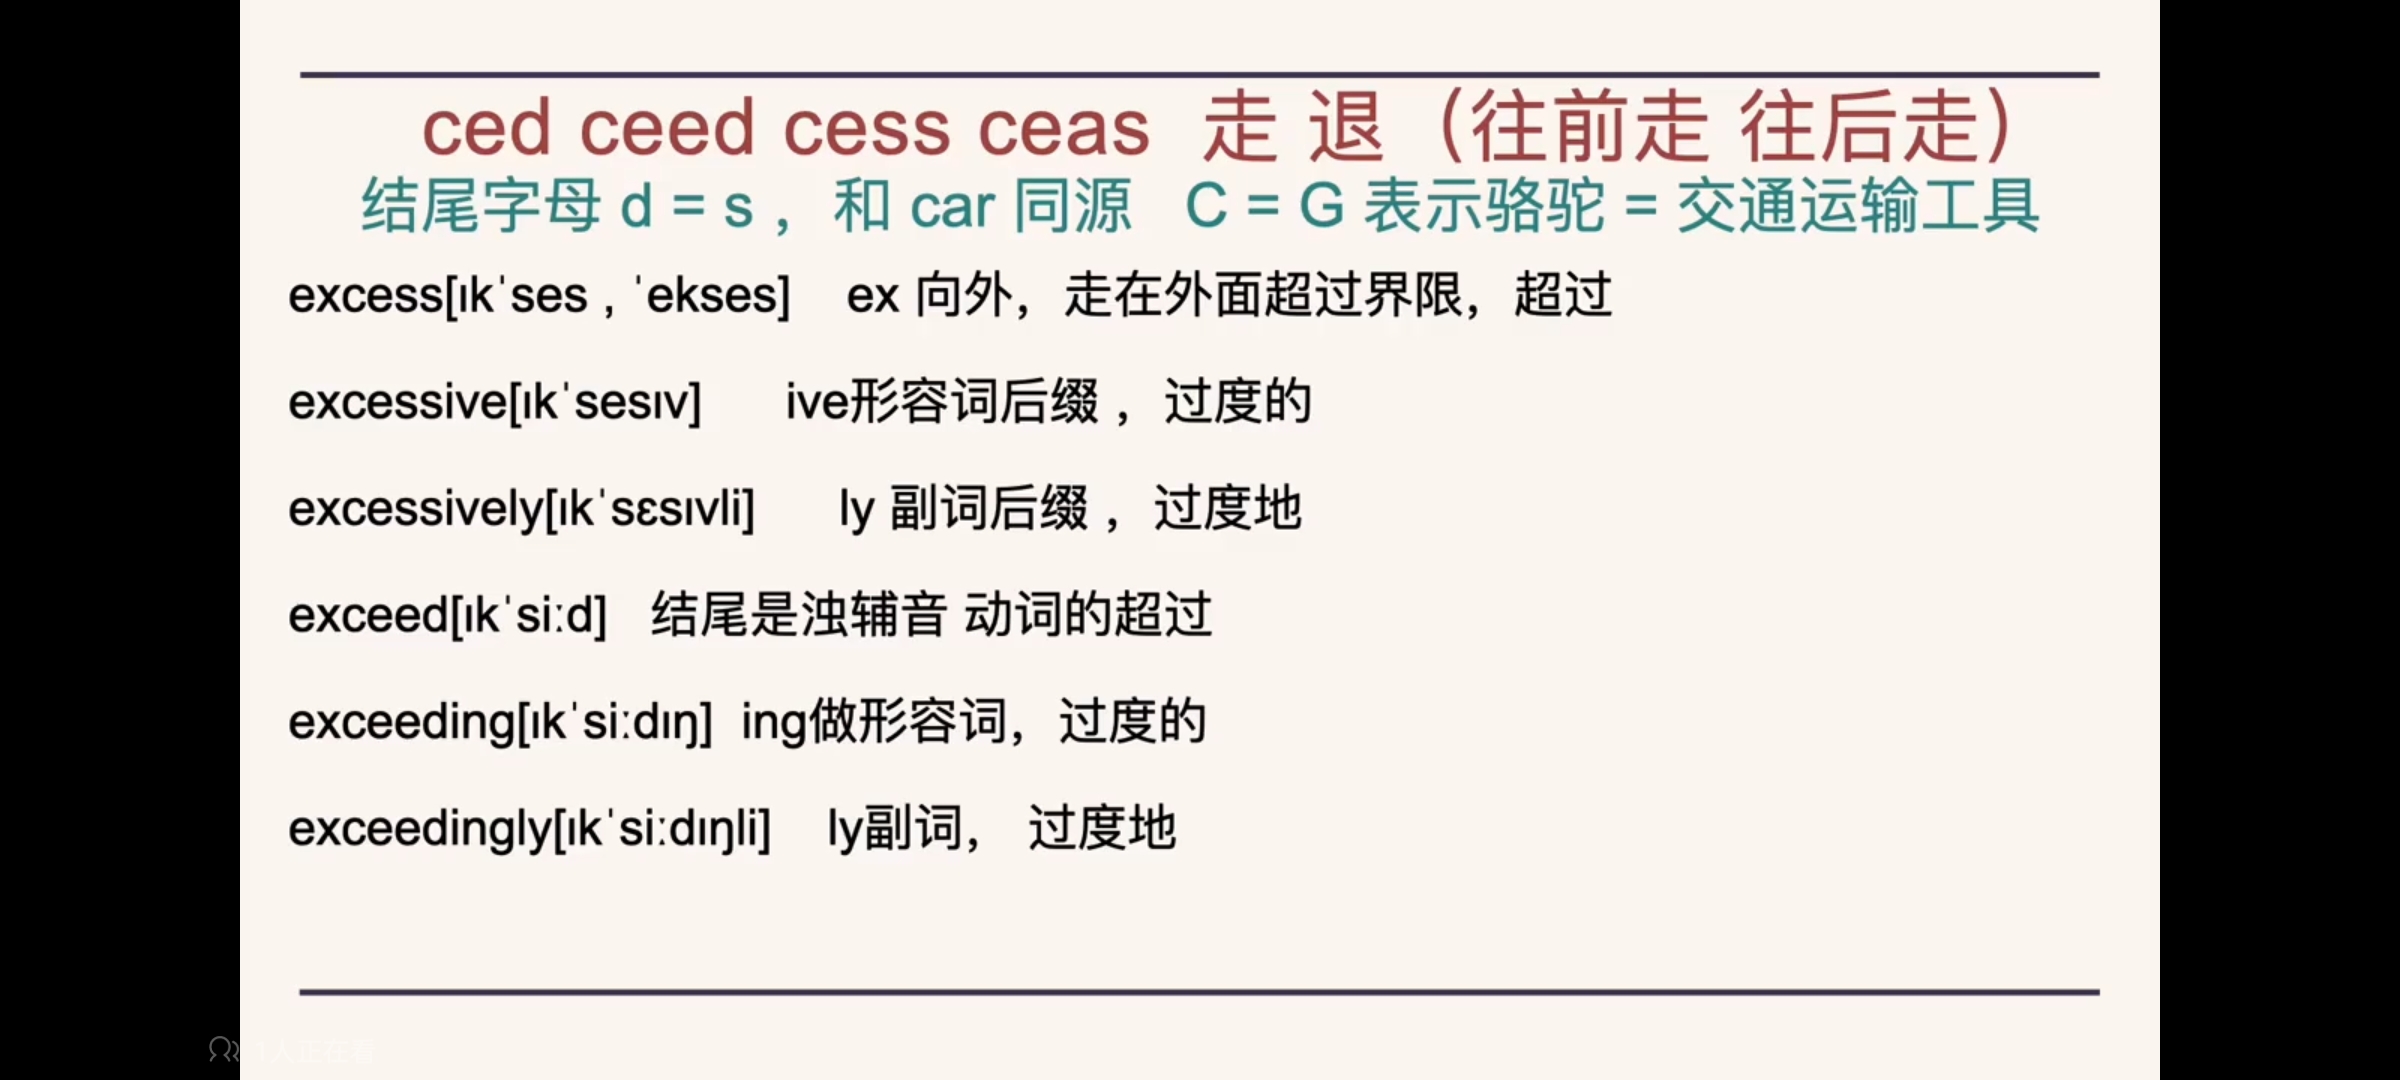 ced ceed cess ceas 走 退（往前走 往后走）
结尾字母 d = s ，和 car 同源 C = G 表示骆驼 = 交通运输工具
excess[ɪkˈses , ˈekses] ex 向外，走在外面超过界限，超过
excessive[ɪkˈsesɪv] ive形容词后缀 ，过度的
excessively[ɪkˈsɛsɪvli] ly 副词后缀 ，过度地
exceed[ɪkˈsiːd] 结尾是浊辅音 动词的超过
exceeding[ɪkˈsiːdɪŋ] ing做形容词，过度的
exceedingly[ɪkˈsiːdɪŋli] ly副词， 过度地
1人正在看